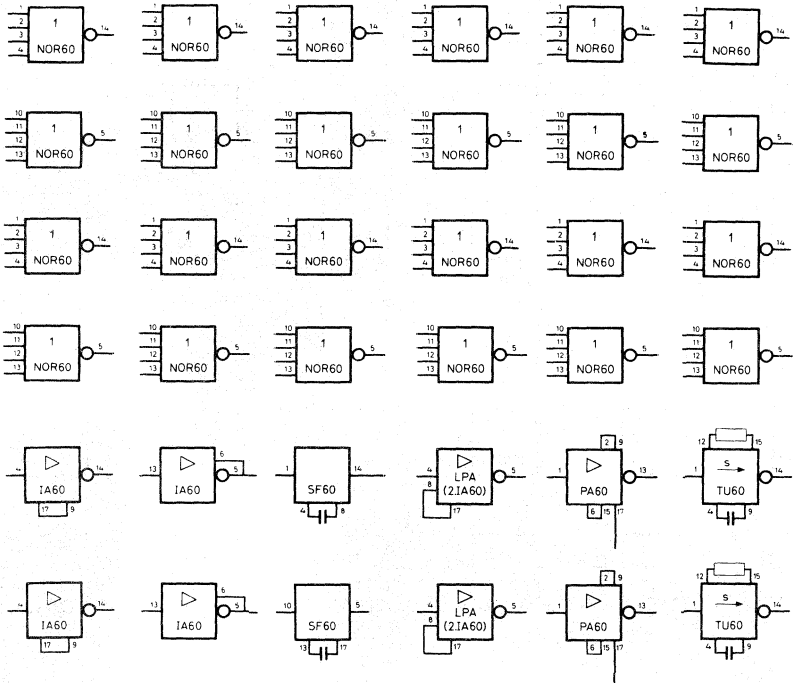 1 2 3 4 1 NOR60 14 1 2 3 4 1 NOR60 14 1 2 3 4 1 NOR60 14 1 2 3 4 1 NOR60 14 1 2 3 4 1 NOR60 14 1 2 3 4 1 NOR60 14
10 11 12 13 1 NOR60 5 10 11 12 13 1 NOR60 5 10 11 12 13 1 NOR60 5 10 11 12 13 1 NOR60 5 10 11 12 13 1 NOR60 5 10 11 12 13 1 NOR60 5
1 2 3 4 1 NOR60 14 1 2 3 4 1 NOR60 14 1 2 3 4 1 NOR60 14 1 2 3 4 1 NOR60 14 1 2 3 4 1 NOR60 14 1 2 3 4 1 NOR60 14
10 11 12 13 1 NOR60 5 10 11 12 13 1 NOR60 5 10 11 12 13 1 NOR60 5 10 11 12 13 1 NOR60 5 10 11 12 13 1 NOR60 5 10 11 12 13 1 NOR60 5
4 IA60 14 17 9
13 IA60 6 5
1 SF60 14 4 8
4 8 LPA
(2.IA60) 5 17
1 2 9 PA60 13 6 15 17
12 15 1 S TU60 14 4 9
4 IA60 14 17 9
13 IA60 6 5
10 SF60 5 13 17
4 8 LPA
(2.IA60) 5 17
1 2 9 PA60 13 6 15 17
12 15 1 S TU60 14 4 9